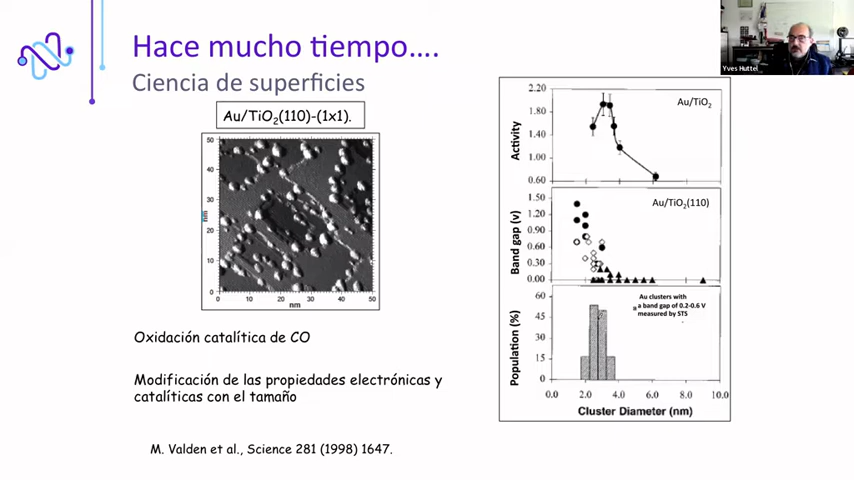 Hace mucho tiempo….
Ciencia de superficies
Yves Huttel
Au/TiO2(110)-(1x1).
50
40
30
20
10
0
nm
0 10 20 30 40 50
nm
Oxidación catalítica de CO
Modificación de las propiedades electrónicas y
catalíticas con el tamaño
M. Valden et al., Science 281 (1998) 1647.
Au/TiO2
Activity
2.20
1.80
1.40
1.00
0.60
Au/TiO2(110)
Band gap (v)
1.50
1.20
0.90
0.60
0.30
0.00
Au clusters with
a band gap of 0.2-0.6 V
measured by STS
Population (%)
60
45
30
15
0
0.0 2.0 4.0 6.0 8.0 10.0
Cluster Diameter (nm)